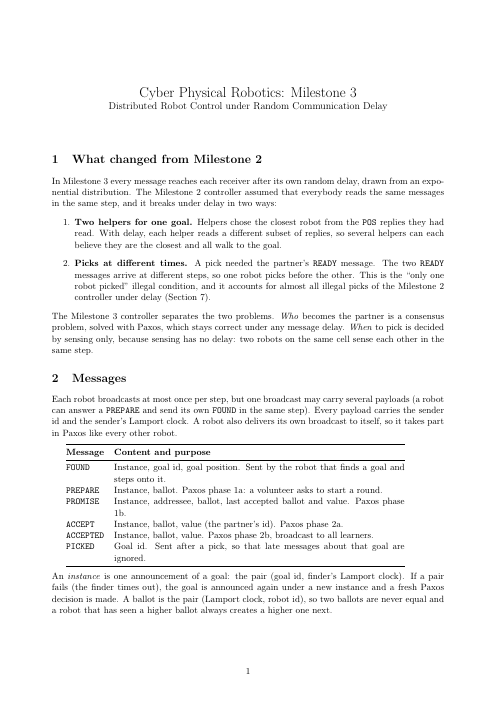 Cyber Physical Robotics: Milestone 3
Distributed Robot Control under Random Communication Delay
1 What changed from Milestone 2
In Milestone 3 every message reaches each receiver after its own random delay, drawn from an expo-
nential distribution. The Milestone 2 controller assumed that everybody reads the same messages
in the same step, and it breaks under delay in two ways:
1. Two helpers for one goal. Helpers chose the closest robot from the POS replies they had
read. With delay, each helper reads a different subset of replies, so several helpers can each
believe they are the closest and all walk to the goal.
2. Picks at different times. A pick needed the partner's READY message. The two READY
messages arrive at different steps, so one robot picks before the other. This is the "only one
robot picked" illegal condition, and it accounts for almost all illegal picks of the Milestone 2
controller under delay (Section 7).
The Milestone 3 controller separates the two problems. Who becomes the partner is a consensus
problem, solved with Paxos, which stays correct under any message delay. When to pick is decided
by sensing only, because sensing has no delay: two robots on the same cell sense each other in the
same step.
2 Messages
Each robot broadcasts at most once per step, but one broadcast may carry several payloads (a robot
can answer a PREPARE and send its own FOUND in the same step). Every payload carries the sender
id and the sender's Lamport clock. A robot also delivers its own broadcast to itself, so it takes part
in Paxos like every other robot.
Message Content and purpose
FOUND Instance, goal id, goal position. Sent by the robot that finds a goal and
steps onto it.
PREPARE Instance, ballot. Paxos phase 1a: a volunteer asks to start a round.
PROMISE Instance, addressee, ballot, last accepted ballot and value. Paxos phase
1b.
ACCEPT Instance, ballot, value (the partner's id). Paxos phase 2a.
ACCEPTED Instance, ballot, value. Paxos phase 2b, broadcast to all learners.
PICKED Goal id. Sent after a pick, so that late messages about that goal are
ignored.
An instance is one announcement of a goal: the pair (goal id, finder's Lamport clock). If a pair
fails (the finder times out), the goal is announced again under a new instance and a fresh Paxos
decision is made. A ballot is the pair (Lamport clock, robot id), so two ballots are never equal and
a robot that has seen a higher ballot always creates a higher one next.
1